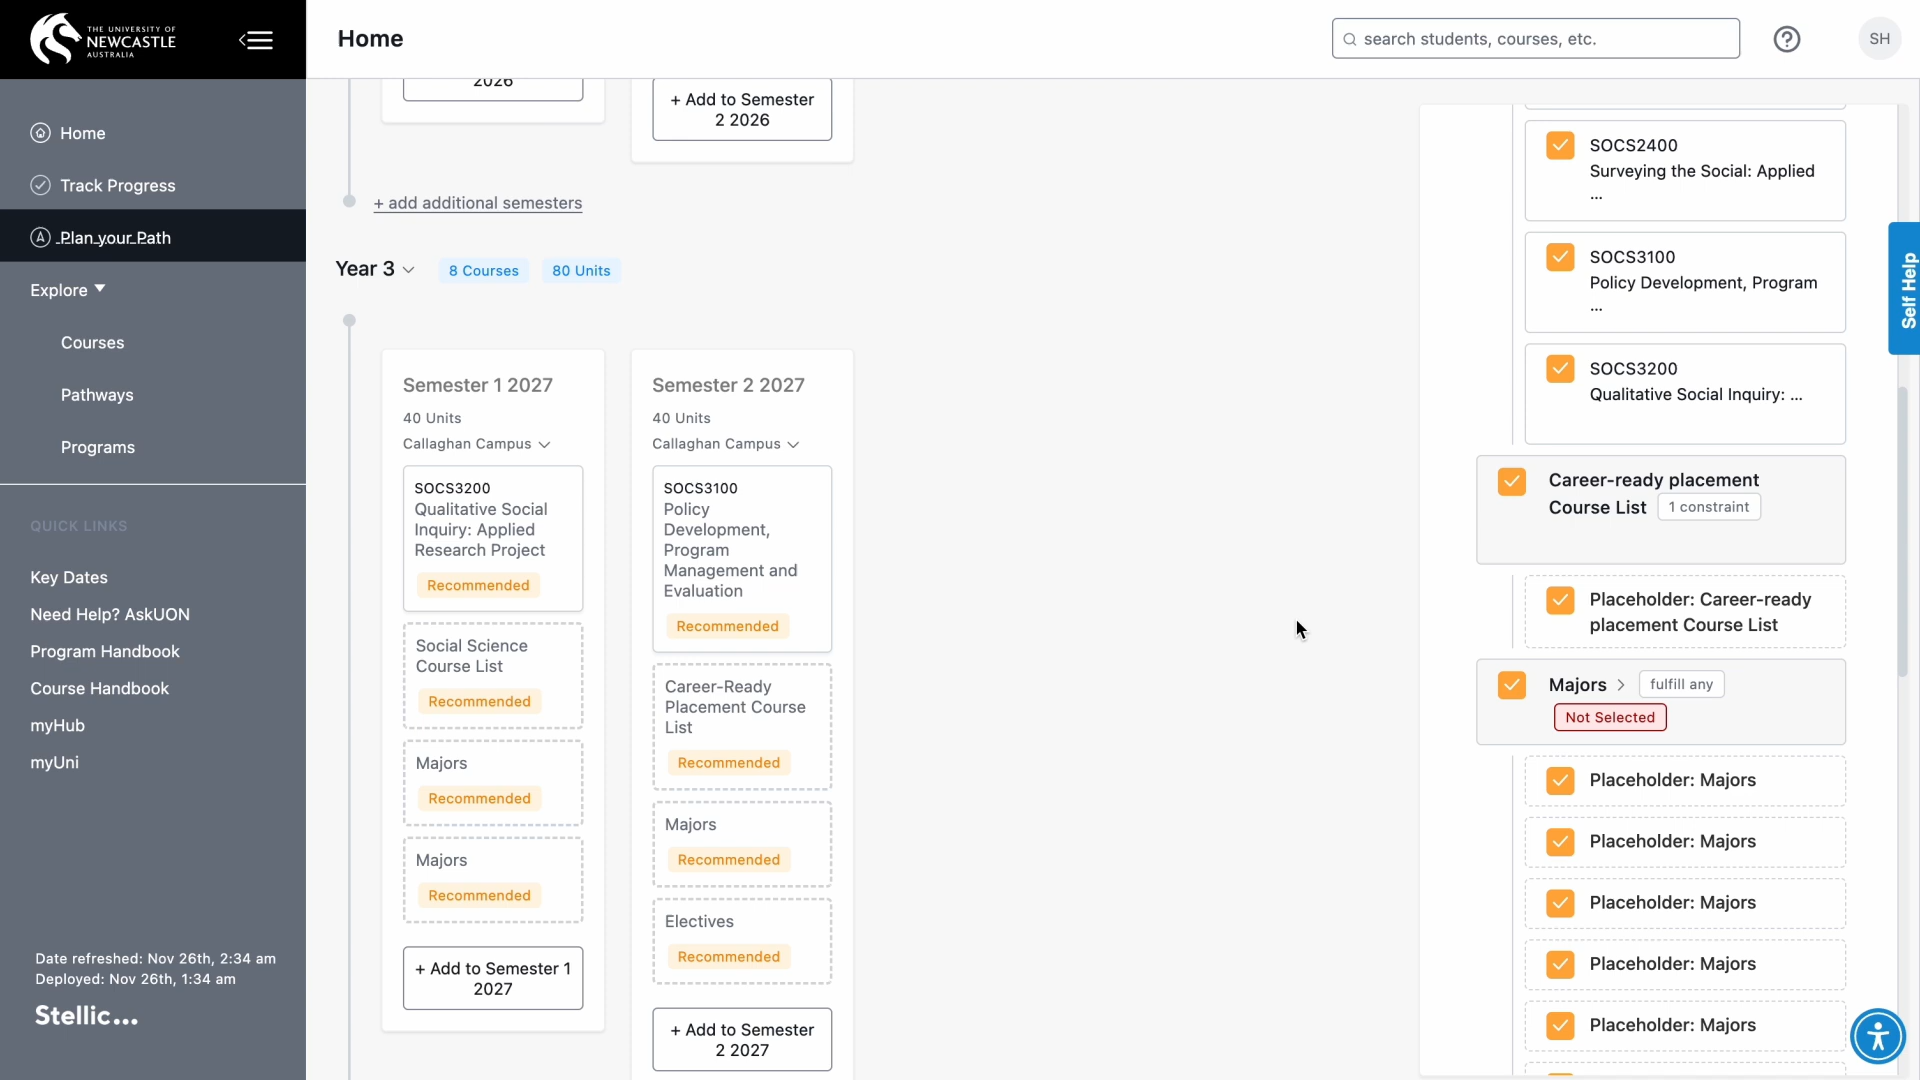 THE UNIVERSITY OF
NEWCASTLE
AUSTRALIA
Home
search students, courses, etc.
SH
Home
Track Progress
Plan your Path
Explore
Courses
Pathways
Programs
QUICK LINKS
Key Dates
Need Help? AskUON
Program Handbook
Course Handbook
myHub
myUni
Date refreshed: Nov 26th, 2:34 am
Deployed: Nov 26th, 1:34 am
Stellic...
2026
+ Add to Semester
2 2026
+ add additional semesters
Year 3
8 Courses
80 Units
Semester 1 2027
40 Units
Callaghan Campus
SOCS3200
Qualitative Social
Inquiry: Applied
Research Project
Recommended
Social Science
Course List
Recommended
Majors
Recommended
Majors
Recommended
+ Add to Semester 1
2027
Semester 2 2027
40 Units
Callaghan Campus
SOCS3100
Policy
Development,
Program
Management and
Evaluation
Recommended
Career-Ready
Placement Course
List
Recommended
Majors
Recommended
Electives
Recommended
+ Add to Semester
2 2027
SOCS2400
Surveying the Social: Applied
...
SOCS3100
Policy Development, Program
...
SOCS3200
Qualitative Social Inquiry: ...
Career-ready placement
Course List
1 constraint
Placeholder: Career-ready
placement Course List
Majors
fulfill any
Not Selected
Placeholder: Majors
Placeholder: Majors
Placeholder: Majors
Placeholder: Majors
Placeholder: Majors
Self Help